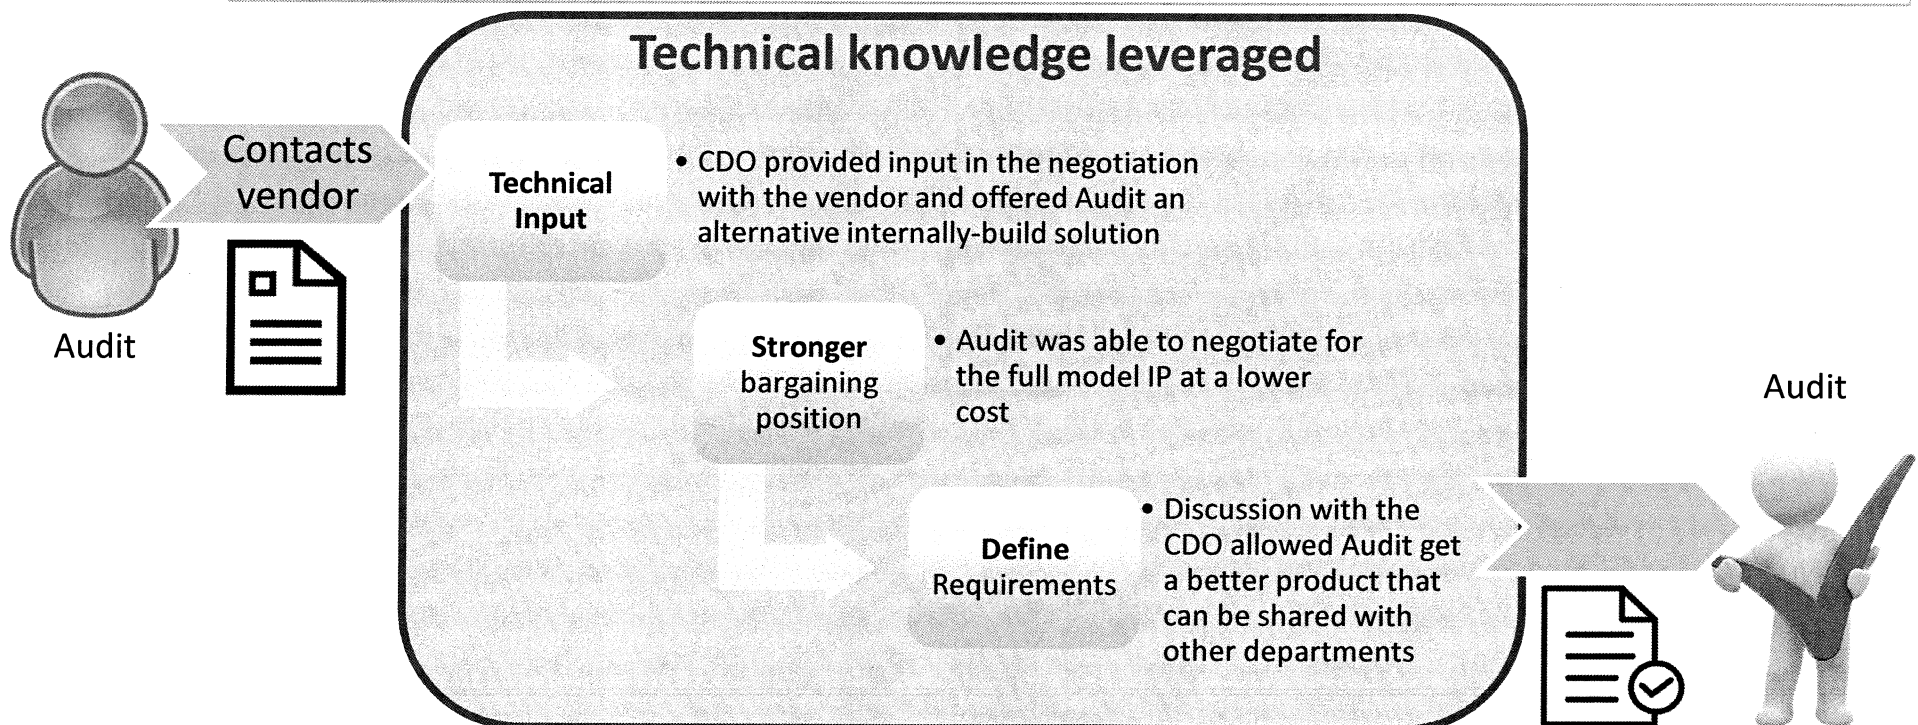 Technical knowledge leveraged
Contacts
vendor
Audit
Technical
Input
• CDO provided input in the negotiation
with the vendor and offered Audit an
alternative internally-build solution
Stronger
bargaining
position
• Audit was able to negotiate for
the full model IP at a lower
cost
Define
Requirements
• Discussion with the
CDO allowed Audit get
a better product that
can be shared with
other departments
Audit